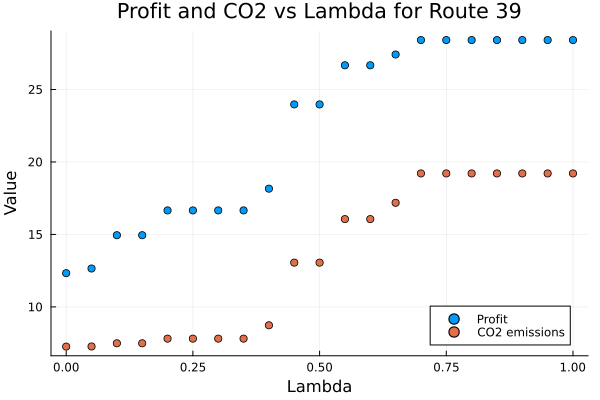 Profit and CO2 vs Lambda for Route 39
Value
25
20
15
10
Profit
CO2 emissions
0.00 0.25 0.50 0.75 1.00
Lambda